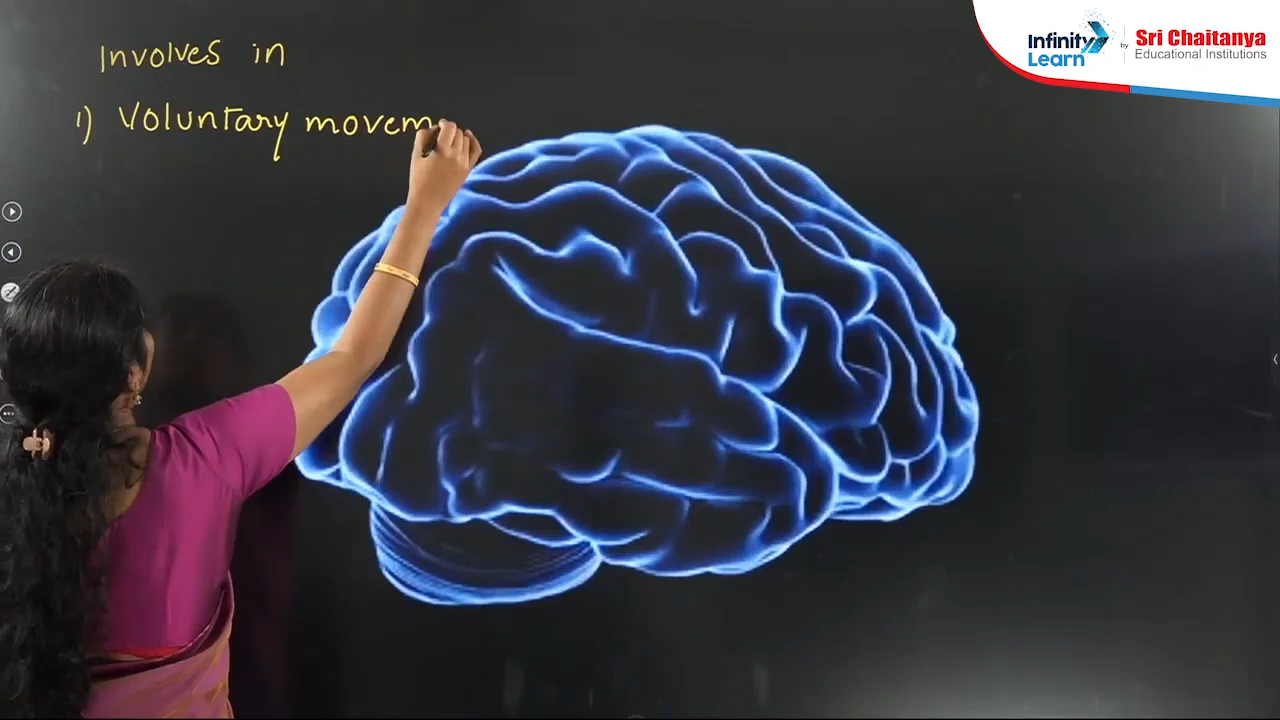 Involves in
1) Voluntary movem
Infinity Learn
by
Sri Chaitanya
Educational Institutions